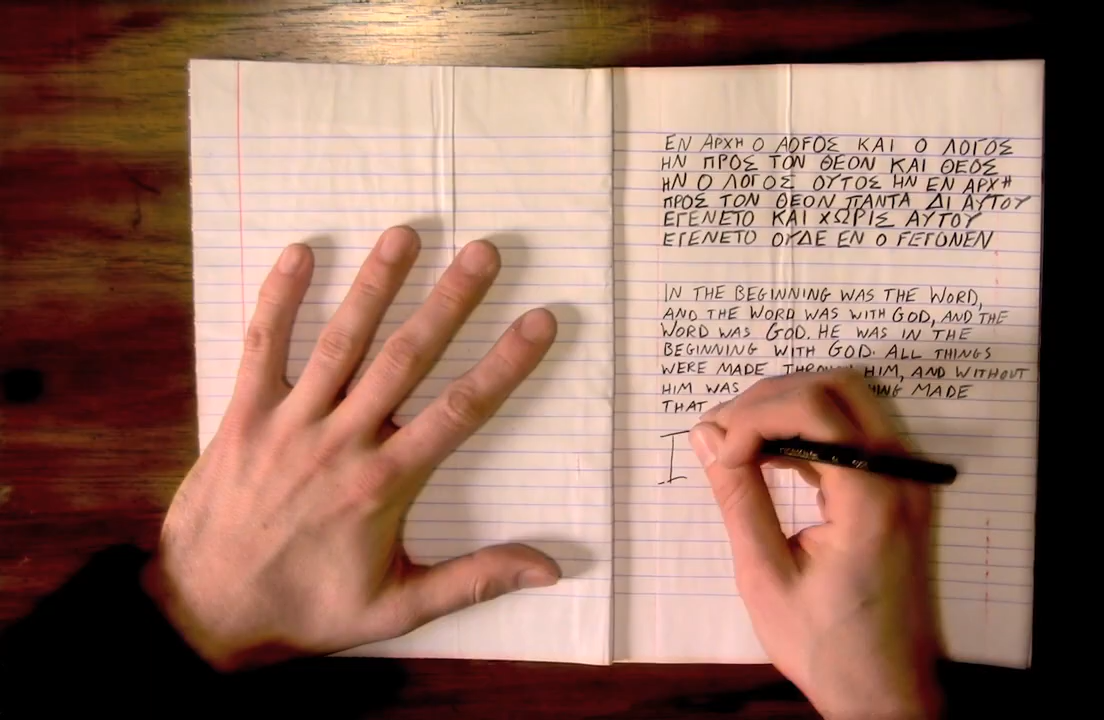 ΕΝ ΑΡΧΗ Ο ΛΟΓΟΣ ΚΑΙ Ο ΛΟΓΟΣ
ΗΝ ΠΡΟΣ ΤΟΝ ΘΕΟΝ ΚΑΙ ΘΕΟΣ
ΗΝ Ο ΛΟΓΟΣ ΟΥΤΟΣ ΗΝ ΕΝ ΑΡΧΗ
ΠΡΟΣ ΤΟΝ ΘΕΟΝ ΠΑΝΤΑ ΔΙ ΑΥΤΟΥ
ΕΓΕΝΕΤΟ ΚΑΙ ΧΩΡΙΣ ΑΥΤΟΥ
ΕΓΕΝΕΤΟ ΟΥΔΕ ΕΝ Ο ΓΕΓΟΝΕΝ
IN THE BEGINNING WAS THE WORD,
AND THE WORD WAS WITH GOD, AND THE
WORD WAS GOD. HE WAS IN THE
BEGINNING WITH GOD. ALL THINGS
WERE MADE THROUGH HIM, AND WITHOUT
HIM WAS MADE
THAT
I